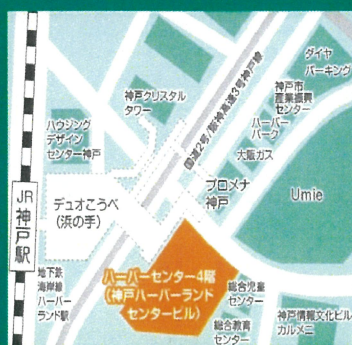 ダイヤ
パーキング
神戸市
産業振興
センター
神戸クリスタル
タワー
国道2号/阪神高速3号神戸線
ハーバー
パーク
ハウジング
デザイン
センター神戸
大阪ガス
プロメナ
神戸
Umie
JR神戸駅
デュオこうべ
(浜の手)
地下鉄
海岸線
ハーバー
ランド駅
ハーバーセンター4階
(神戸ハーバーランド
センタービル)
総合児童
センター
総合教育
センター
神戸情報文化ビル
カルメニ